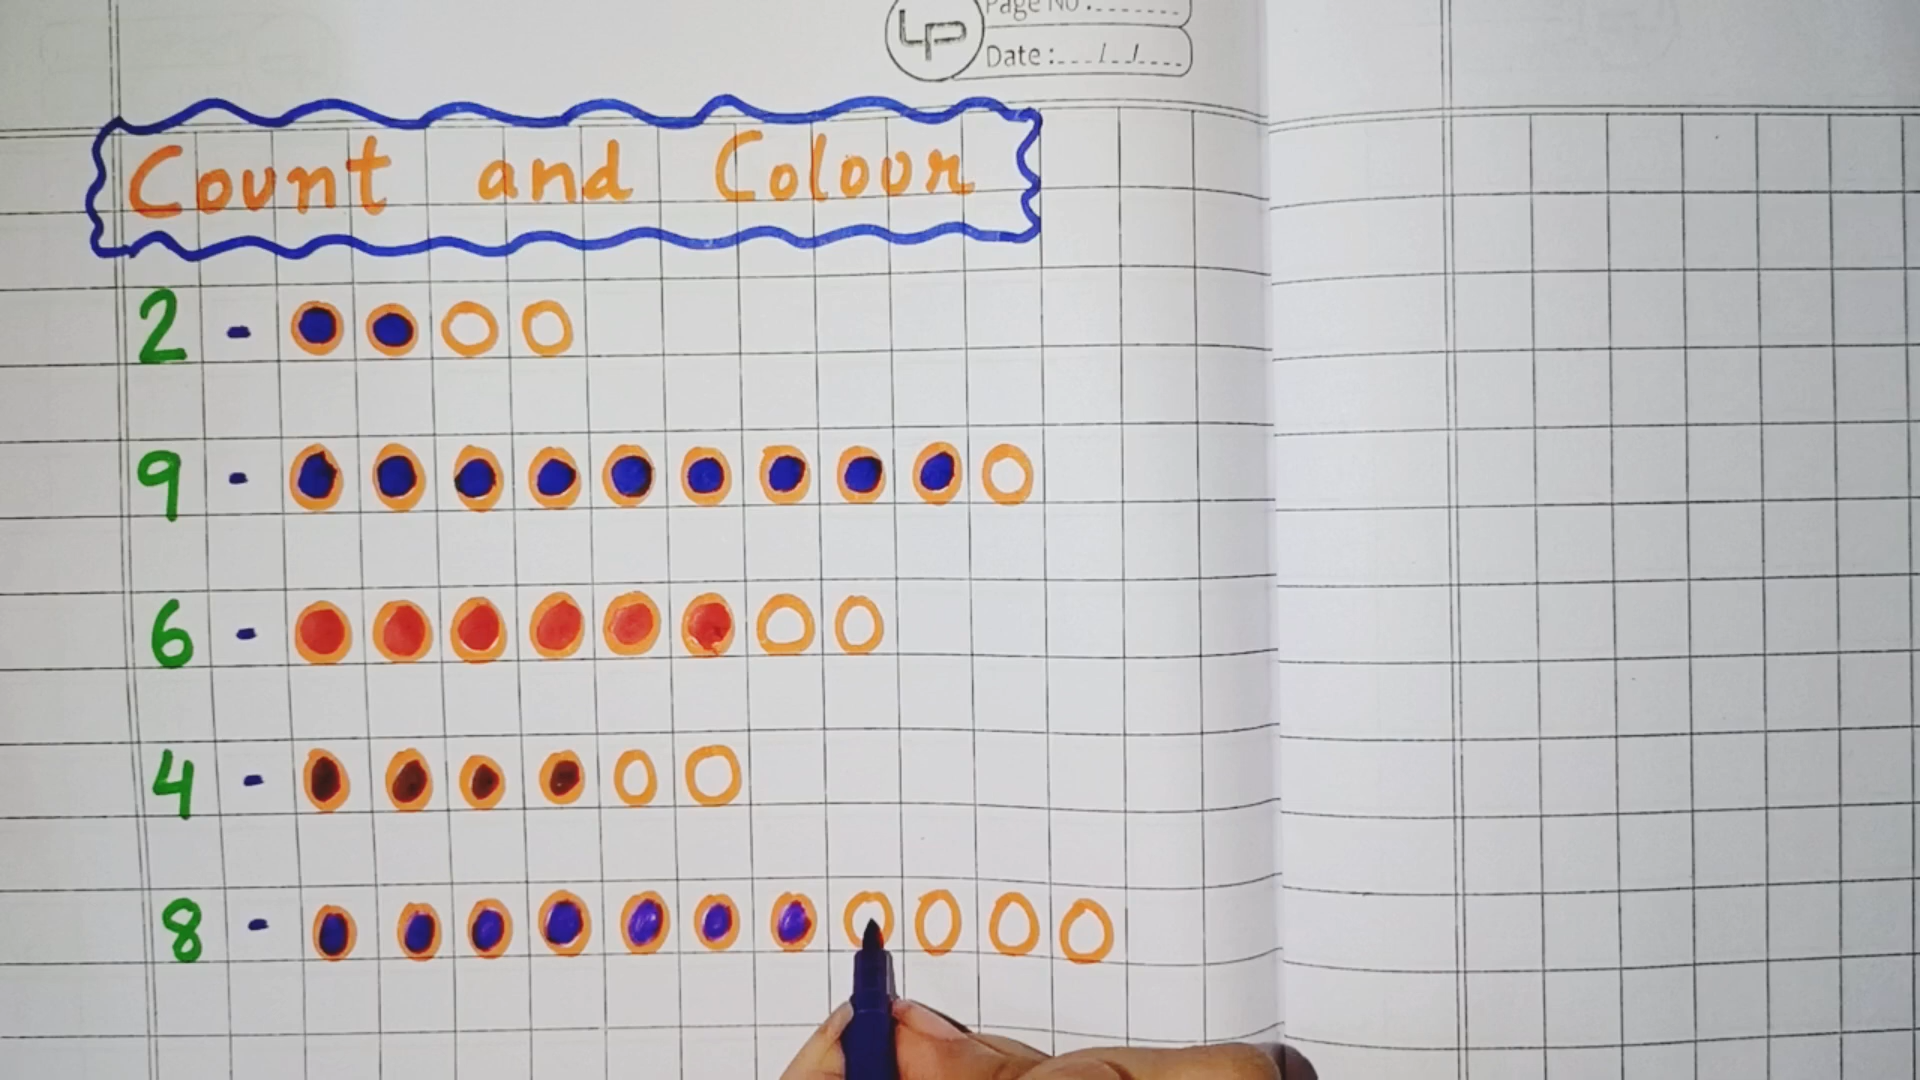 LP
Page No :
Date : / /
Count and Colour
2 -
9 -
6 -
4 -
8 -